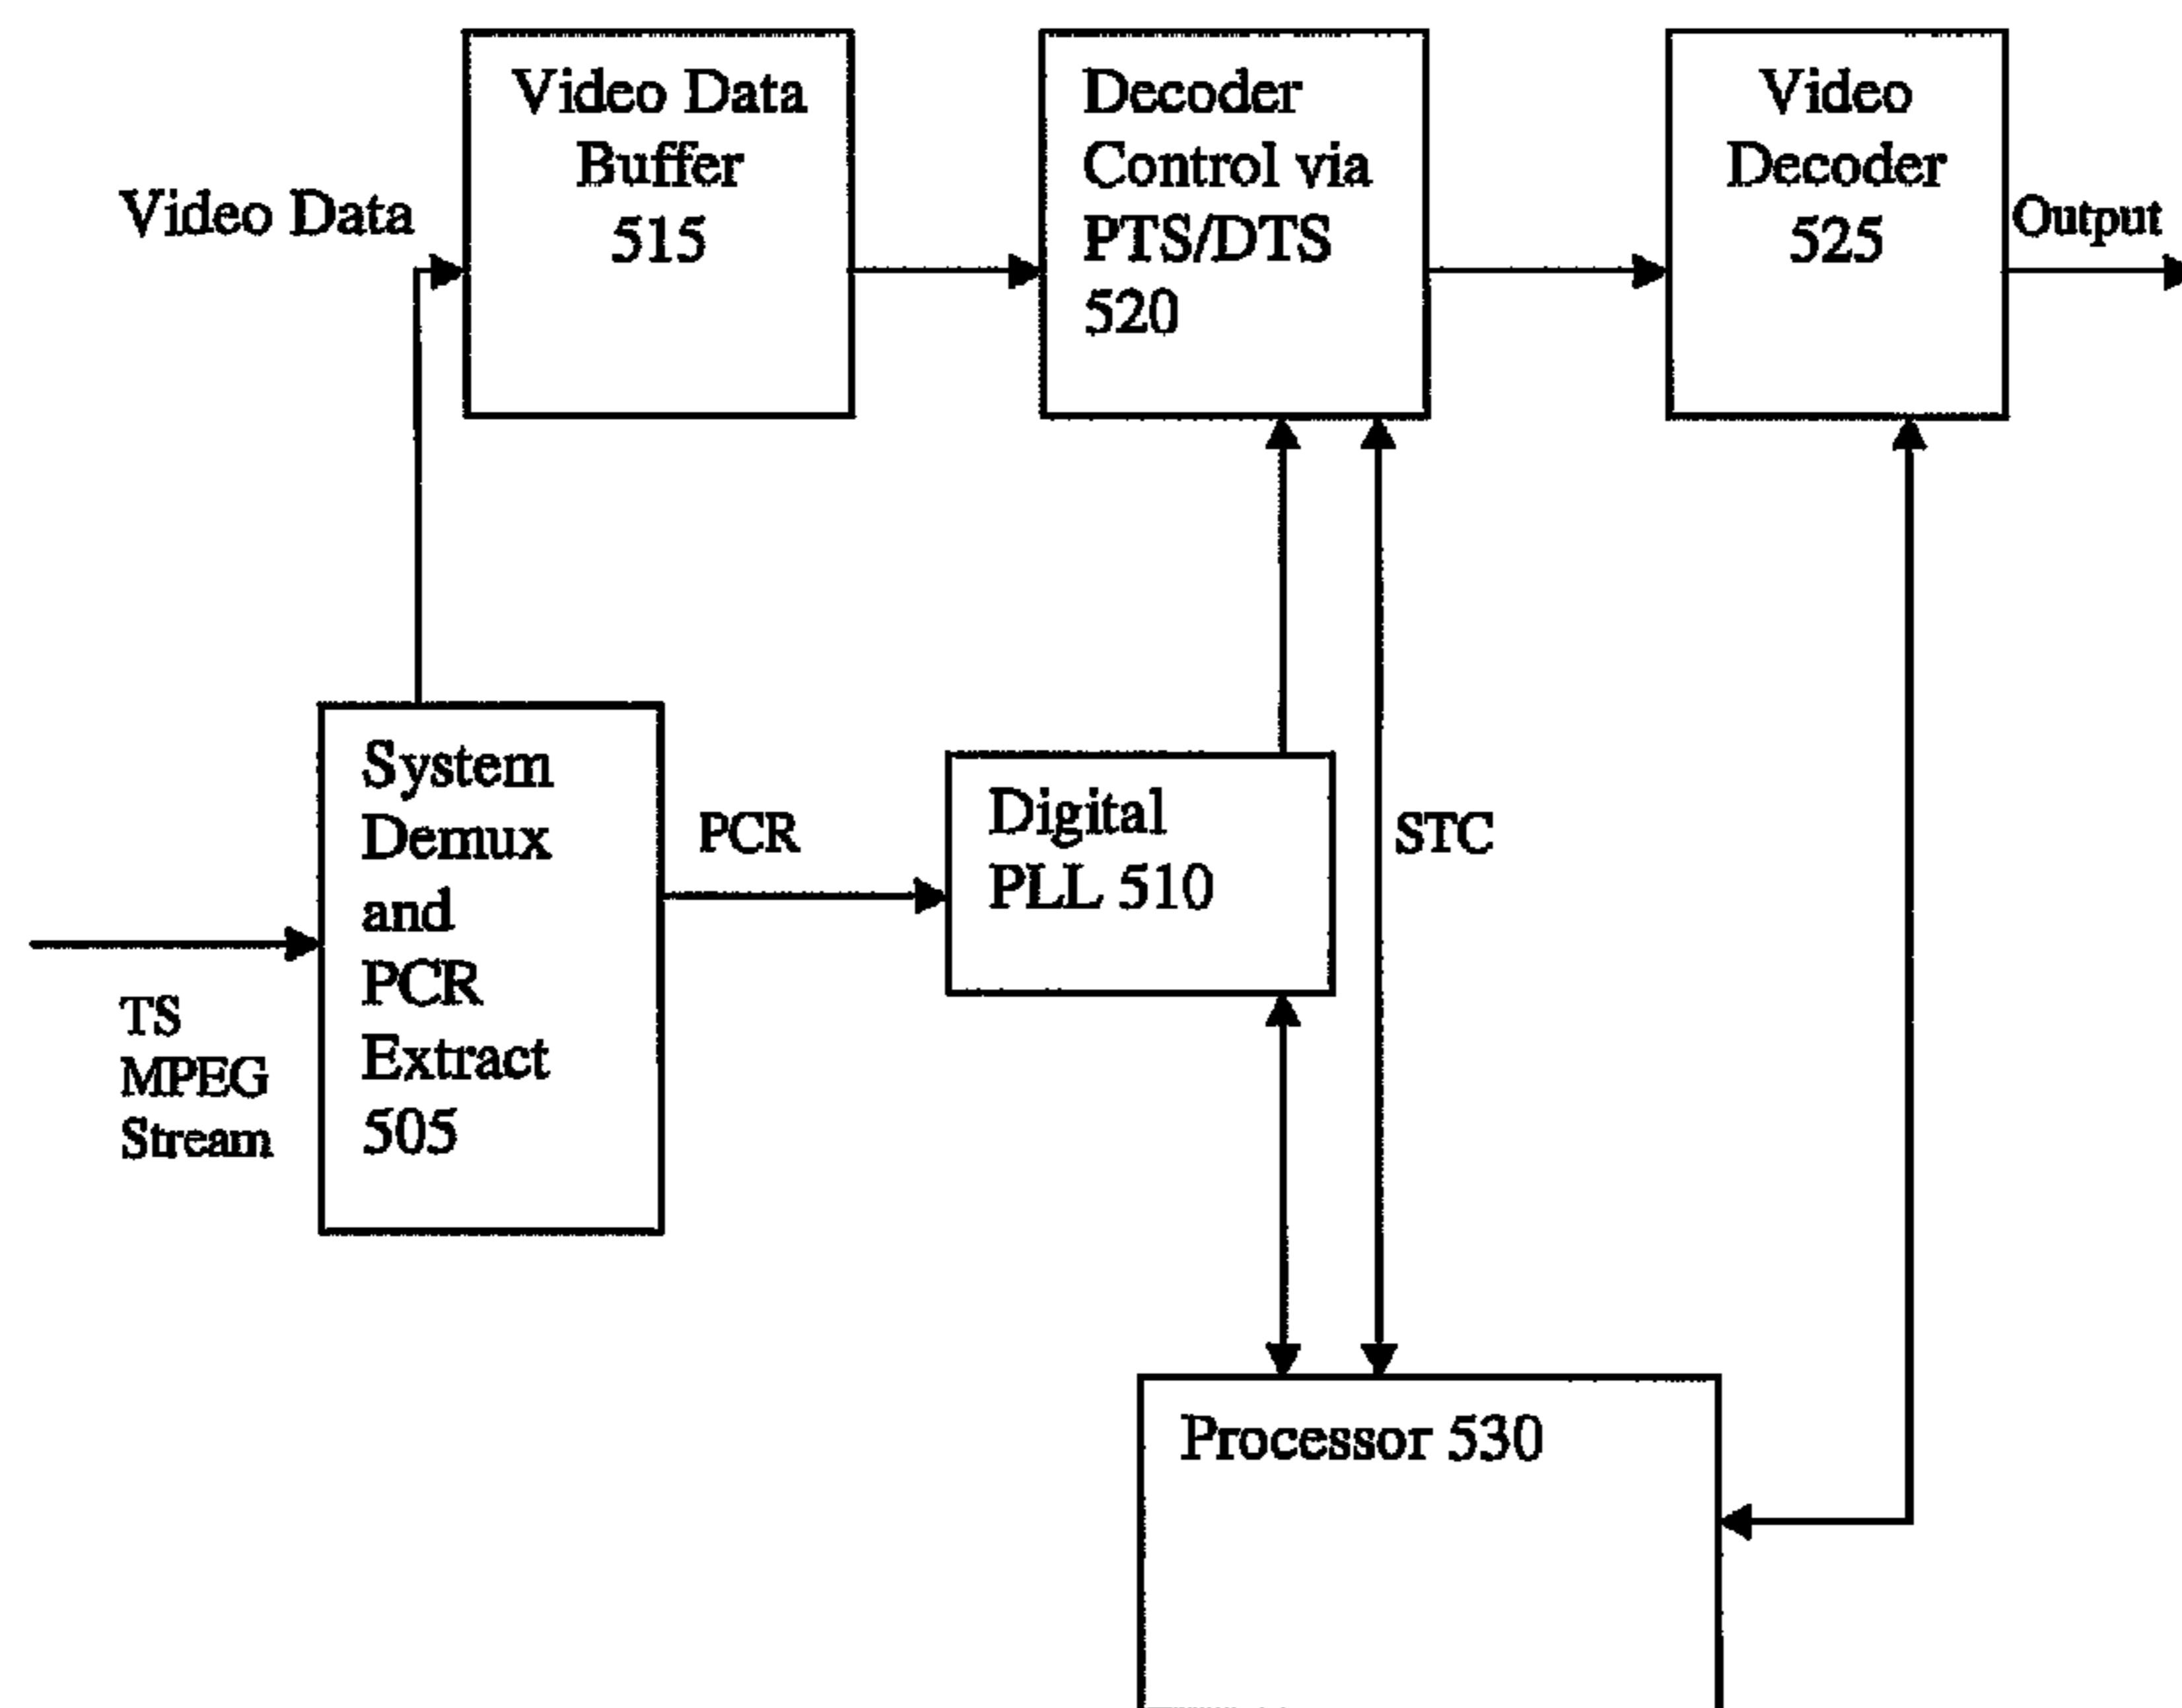 Video Data
Video Data
Buffer
515
Decoder
Control via
PTS/DTS
520
Video
Decoder
525
Output
System
Demux
and
PCR
Extract
505
PCR
Digital
PLL 510
STC
TS
MPEG
Stream
Processor 530